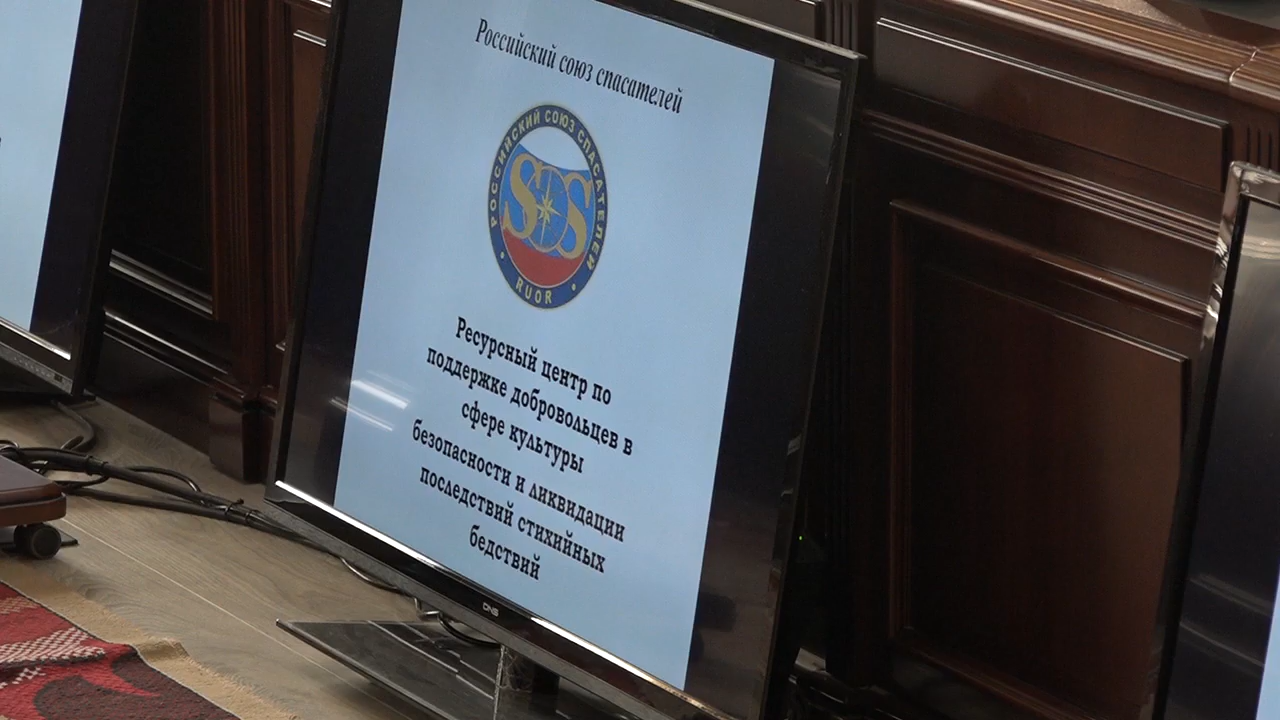 Российский союз спасателей
РОССИЙСКИЙ СОЮЗ СПАСАТЕЛЕЙ
SOS
RUOR
Ресурсный центр по
поддержке добровольцев в
сфере культуры
безопасности и ликвидации
последствий стихийных
бедствий
DNS